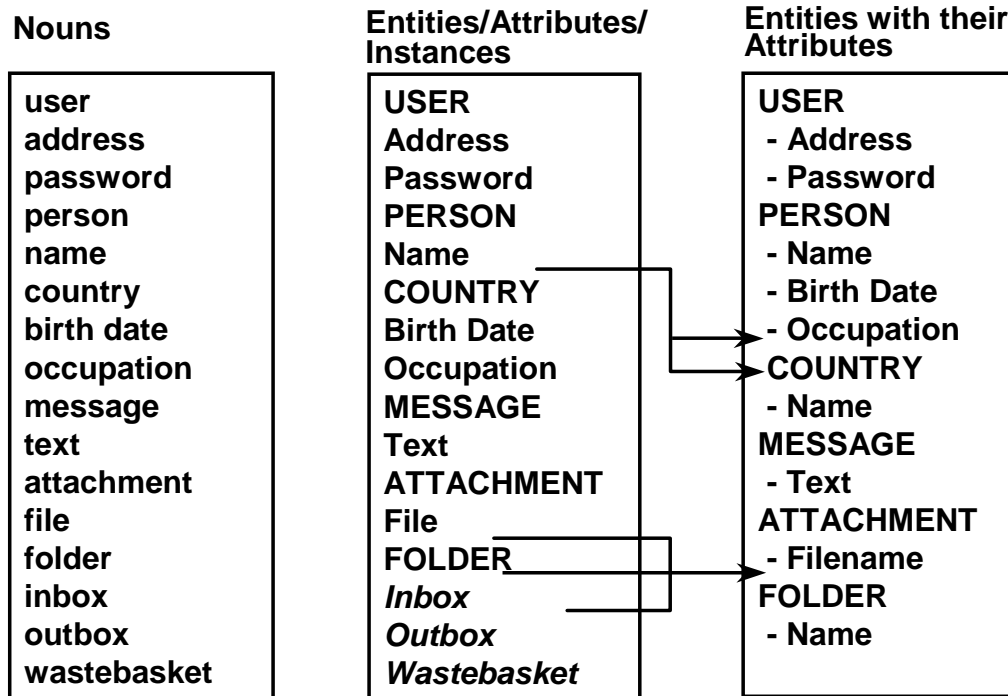 Nouns
user
address
password
person
name
country
birth date
occupation
message
text
attachment
file
folder
inbox
outbox
wastebasket
Entities/Attributes/
Instances
USER
Address
Password
PERSON
Name
COUNTRY
Birth Date
Occupation
MESSAGE
Text
ATTACHMENT
File
FOLDER
Inbox
Outbox
Wastebasket
Entities with their
Attributes
USER
- Address
- Password
PERSON
- Name
- Birth Date
- Occupation
COUNTRY
- Name
MESSAGE
- Text
ATTACHMENT
- Filename
FOLDER
- Name